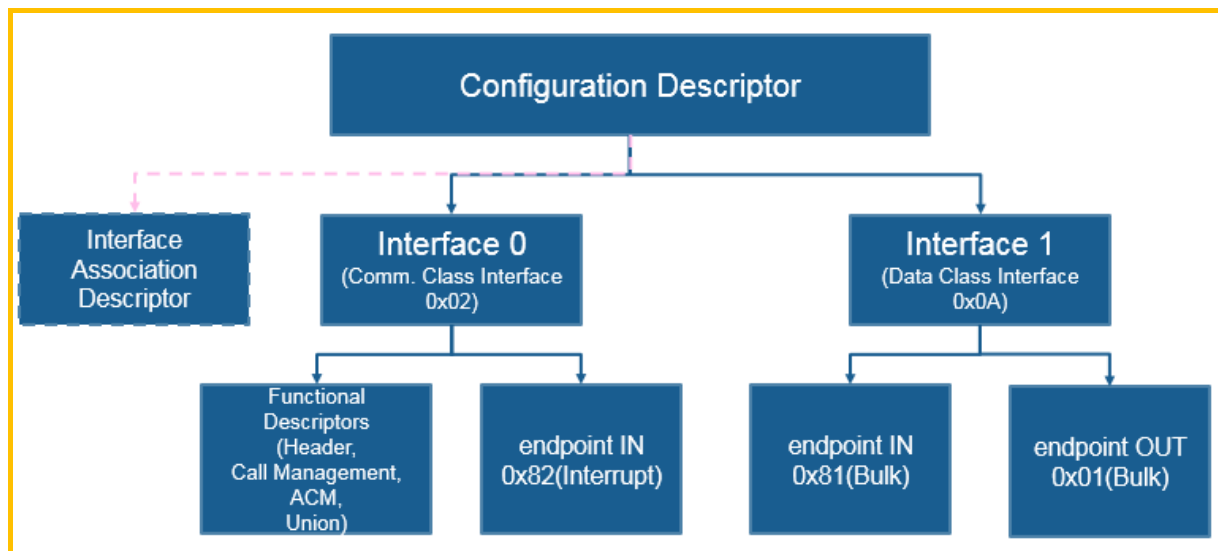 Configuration Descriptor
Interface
Association
Descriptor
Interface 0
(Comm. Class Interface
0x02)
Interface 1
(Data Class Interface
0x0A)
Functional
Descriptors
(Header,
Call Management,
ACM,
Union)
endpoint IN
0x82(Interrupt)
endpoint IN
0x81(Bulk)
endpoint OUT
0x01(Bulk)